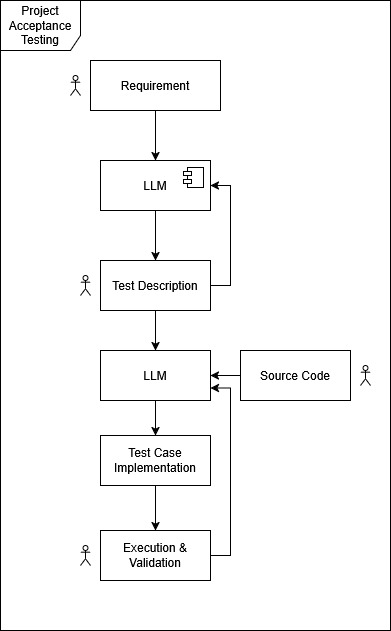 Project
Acceptance
Testing
Requirement
LLM
Test Description
LLM
Source Code
Test Case
Implementation
Execution &
Validation